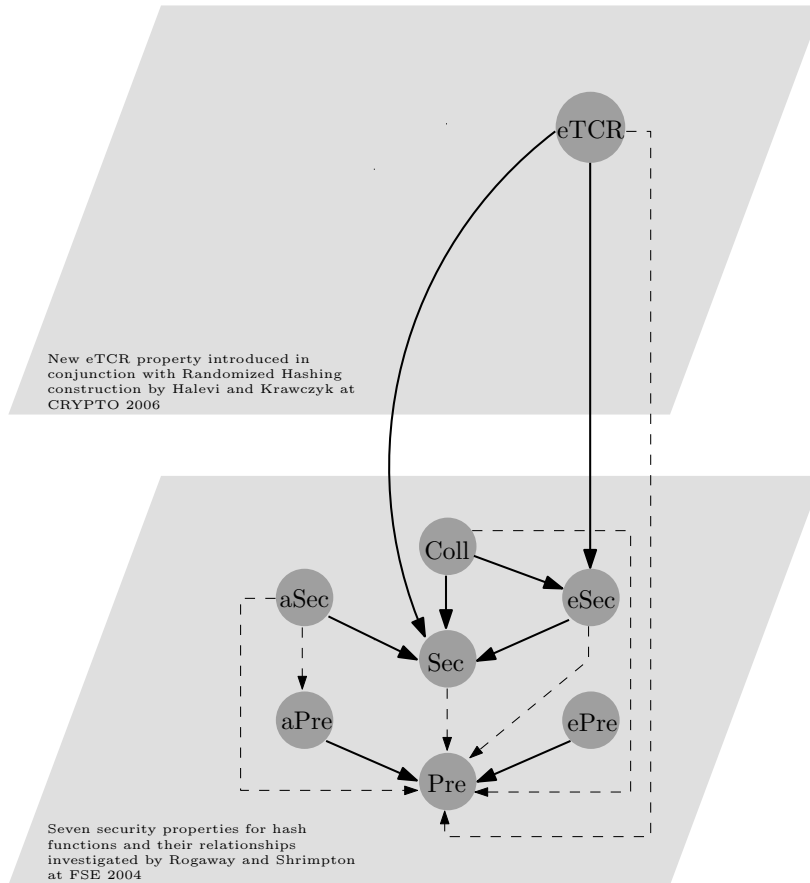 eTCR
New eTCR property introduced in
conjunction with Randomized Hashing
construction by Halevi and Krawczyk at
CRYPTO 2006
Coll
aSec
eSec
Sec
aPre
ePre
Pre
Seven security properties for hash
functions and their relationships
investigated by Rogaway and Shrimpton
at FSE 2004